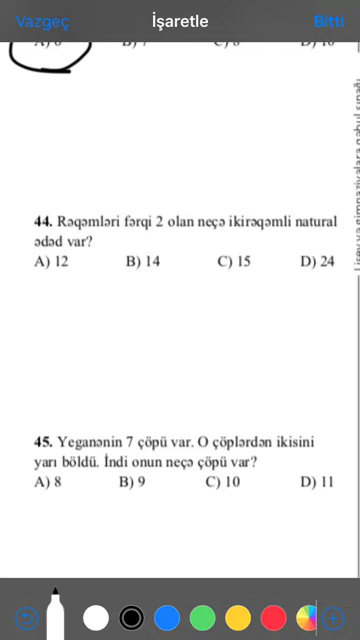 Vazgeç İşaretle Bitti
44. Rəqəmləri fərqi 2 olan neçə ikirəqəmli natural
ədəd var?
A) 12 B) 14 C) 15 D) 24
45. Yeganənin 7 çöpü var. O çöplərdən ikisini
yarı böldü. İndi onun neçə çöpü var?
A) 8 B) 9 C) 10 D) 11